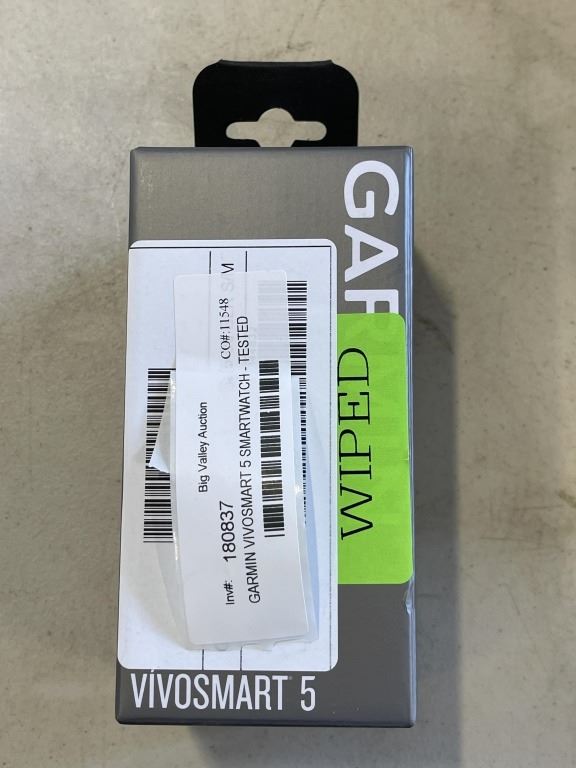 GAR
WIPED
S/M
CO#:11548
Big Valley Auction
Inv#: 180837
GARMIN VIVOSMART 5 SMARTWATCH - TESTED
VÍVOSMART 5